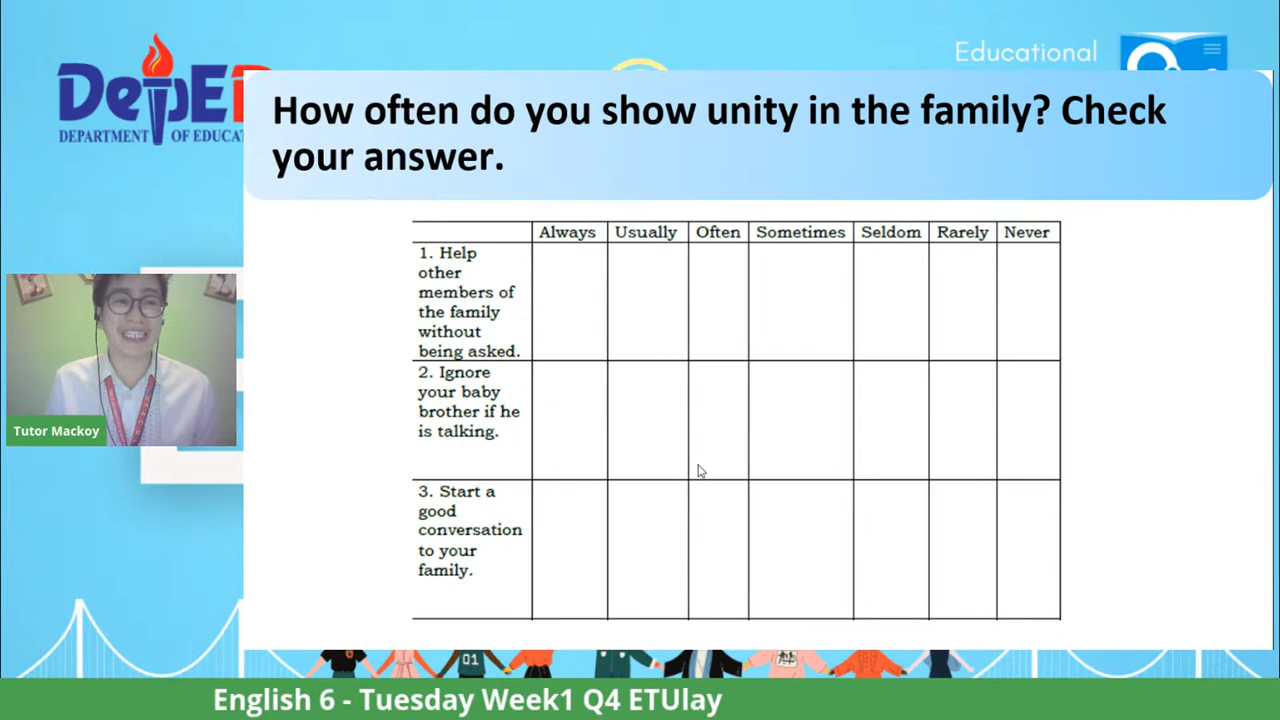 DepED
DEPARTMENT OF EDUCAT
Educational
How often do you show unity in the family? Check
your answer.
Always Usually Often Sometimes Seldom Rarely Never
1. Help
other
members of
the family
without
being asked.
2. Ignore
your baby
brother if he
is talking.
3. Start a
good
conversation
to your
family.
Tutor Mackoy
01
English 6 - Tuesday Week1 Q4 ETUlay